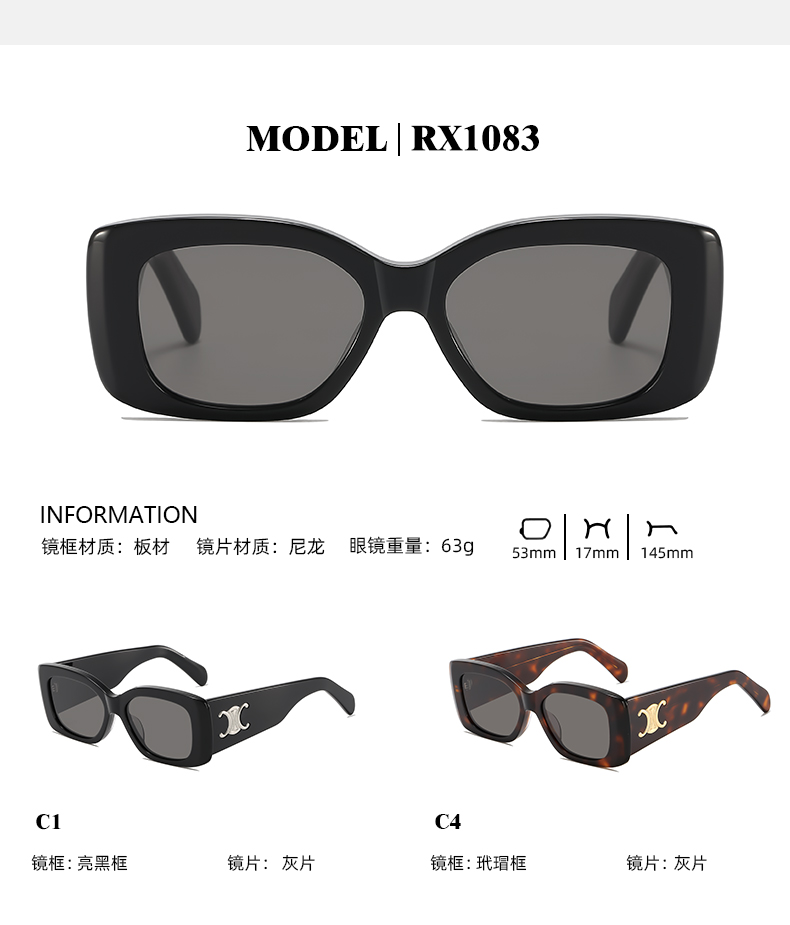 MODEL | RX1083
INFORMATION
镜框材质：板材 镜片材质：尼龙 眼镜重量：63g
53mm 17mm 145mm
C1 C4
镜框：亮黑框 镜片： 灰片 镜框：玳瑁框 镜片：灰片